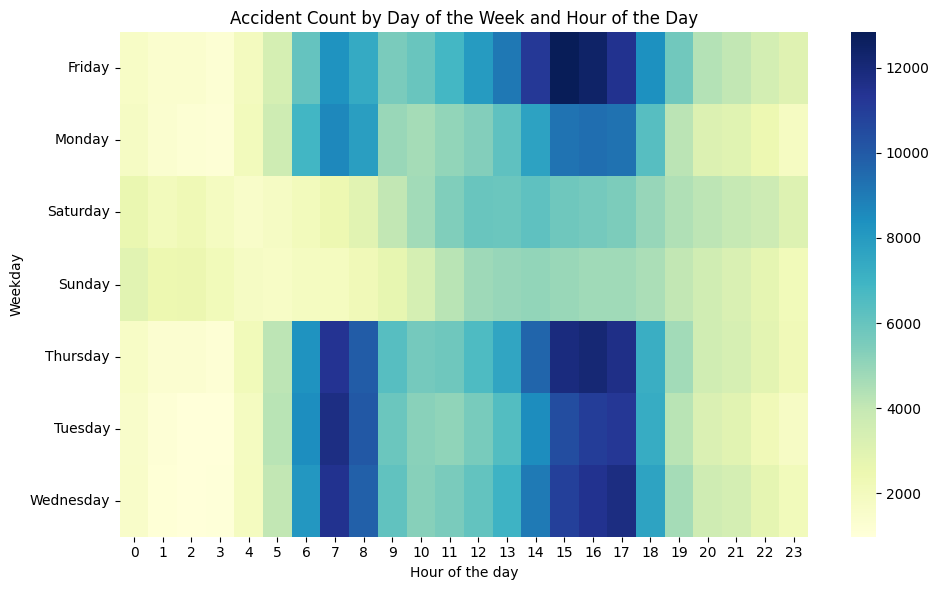 Accident Count by Day of the Week and Hour of the Day
Weekday
Friday
Monday
Saturday
Sunday
Thursday
Tuesday
Wednesday
0 1 2 3 4 5 6 7 8 9 10 11 12 13 14 15 16 17 18 19 20 21 22 23
Hour of the day
12000
10000
8000
6000
4000
2000